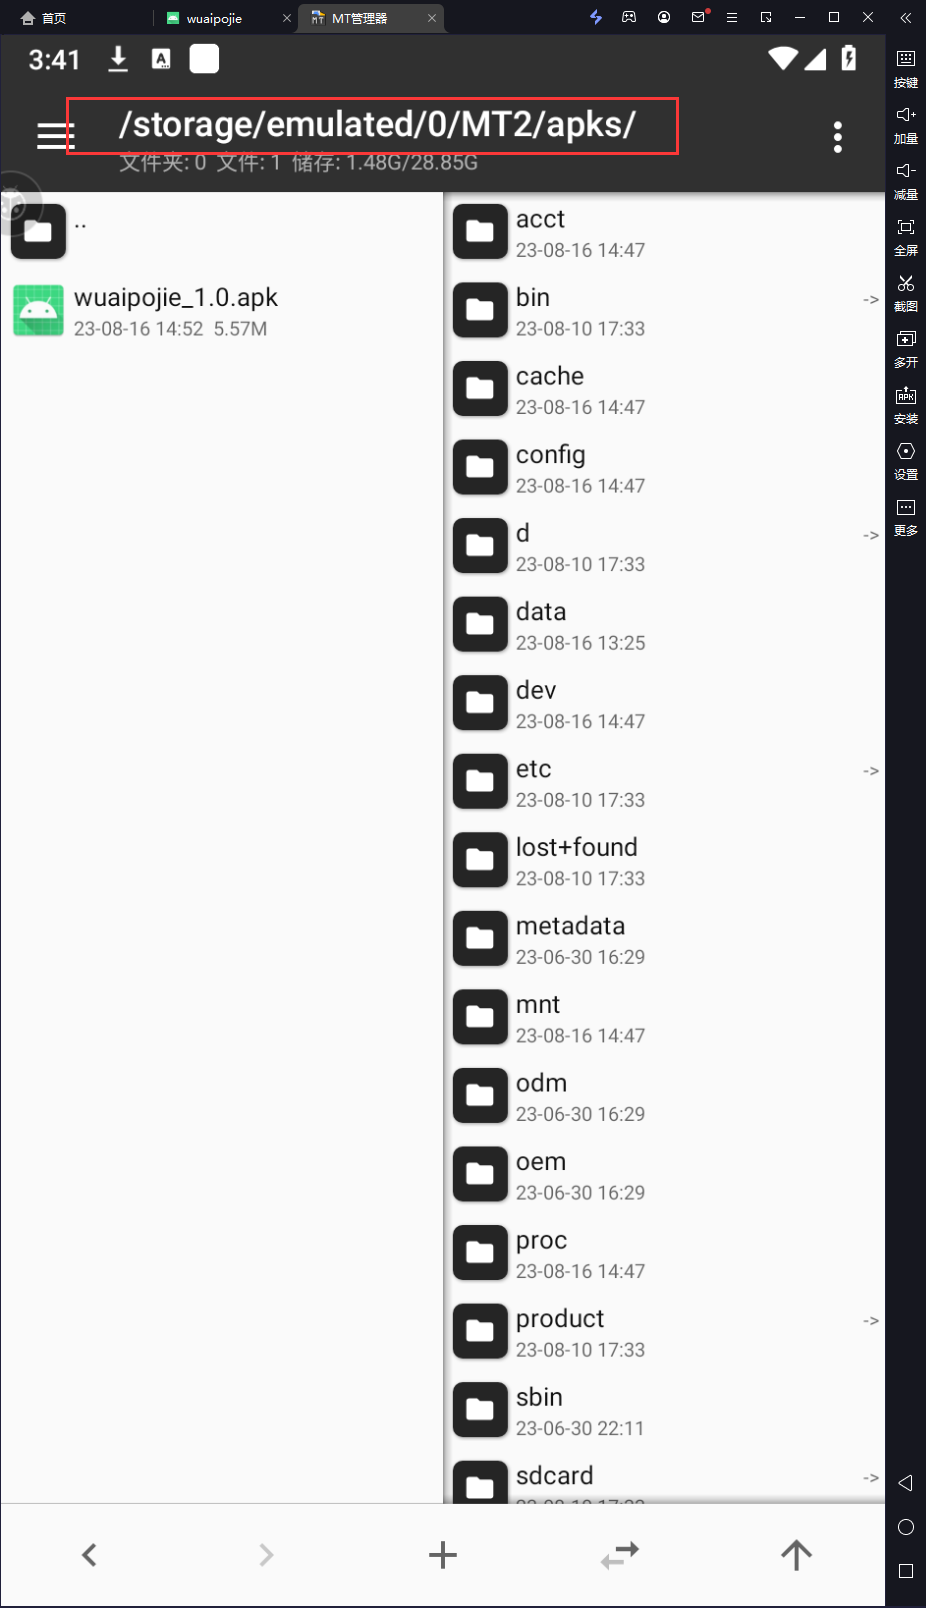 首页
wuaipojie
MT管理器
3:41
/storage/emulated/0/MT2/apks/
文件夹: 0 文件: 1 储存: 1.48G/28.85G
..
wuaipojie_1.0.apk
23-08-16 14:52 5.57M
acct
23-08-16 14:47
bin
->
23-08-10 17:33
cache
23-08-16 14:47
config
23-08-16 14:47
d
->
23-08-10 17:33
data
23-08-16 13:25
dev
23-08-16 14:47
etc
->
23-08-10 17:33
lost+found
23-08-10 17:33
metadata
23-06-30 16:29
mnt
23-08-16 14:47
odm
23-06-30 16:29
oem
23-06-30 16:29
proc
23-08-16 14:47
product
->
23-08-10 17:33
sbin
23-06-30 22:11
sdcard
->
按键
加量
减量
全屏
截图
多开
APK
安装
设置
更多